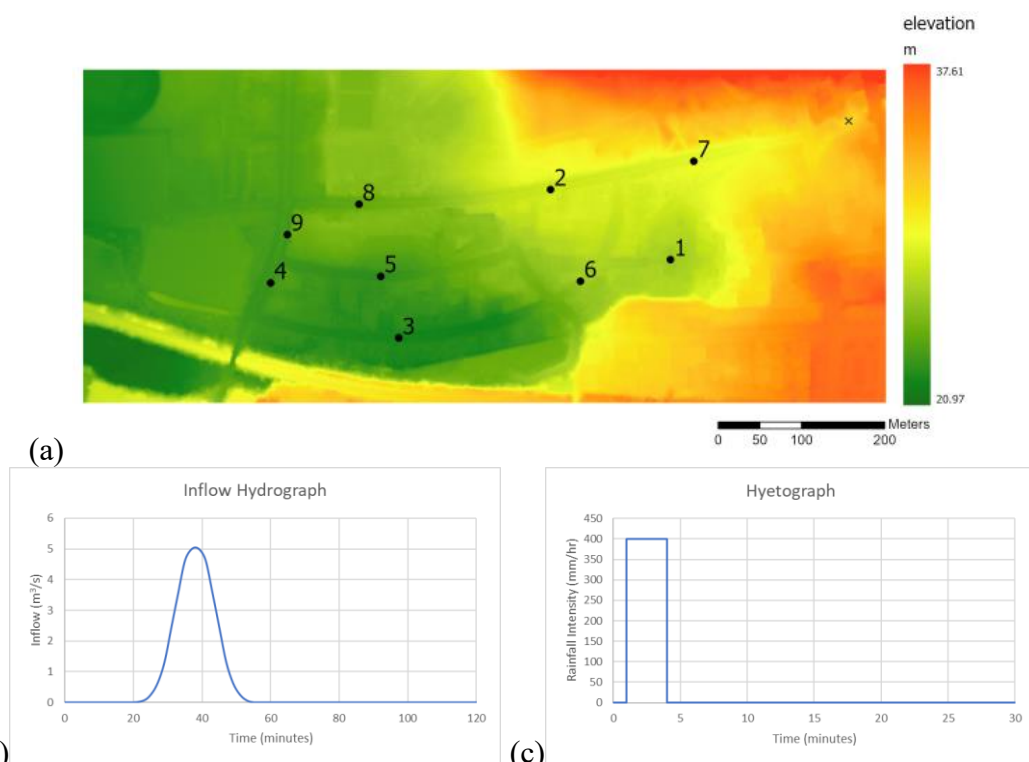 elevation
m
37.61
×
7
2
8
9
1
5
6
4
3
20.97
Meters
0 50 100 200
(a)
Inflow Hydrograph
6
5
4
3
2
1
0
Inflow (m³/s)
0 20 40 60 80 100 120
Time (minutes)
)
Hyetograph
450
400
350
300
250
200
150
100
50
0
Rainfall Intensity (mm/hr)
0 5 10 15 20 25 30
Time (minutes)
(c)